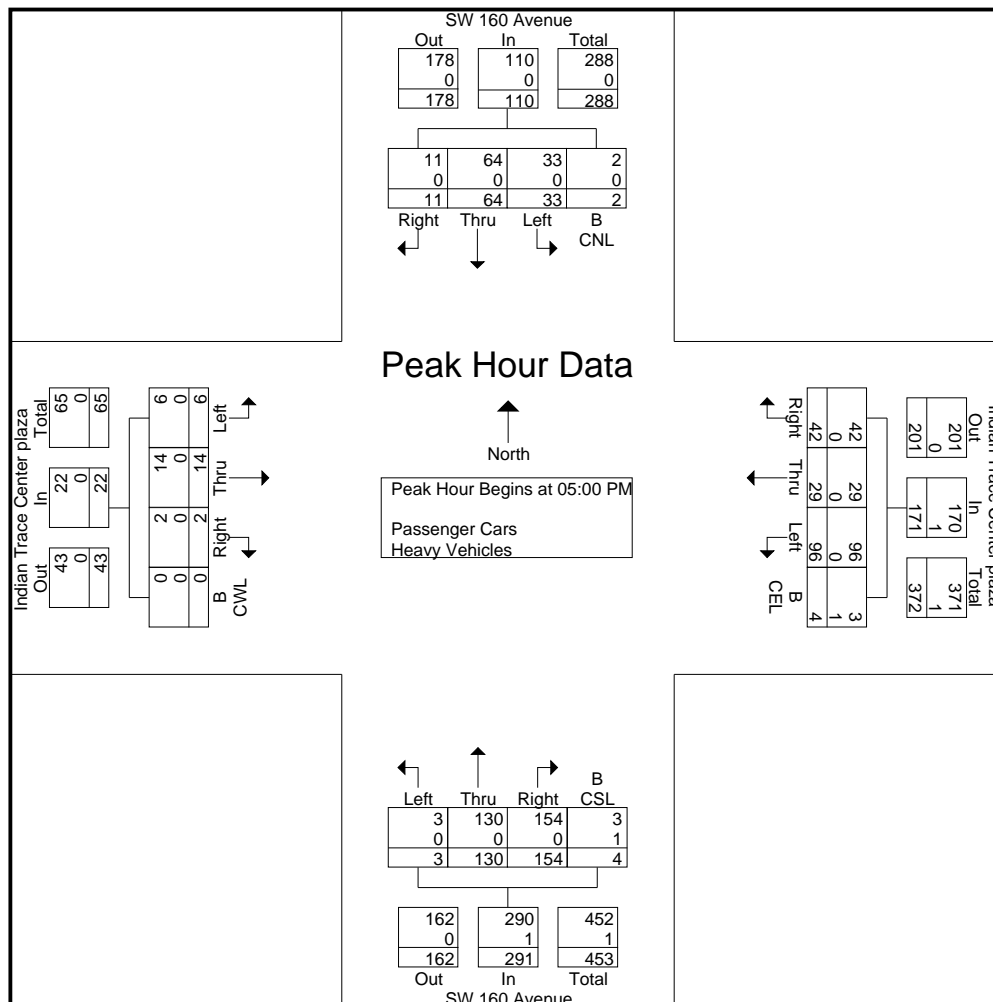 SW 160 Avenue
Out In Total
178 110 288
0 0 0
178 110 288
11 64 33 2
0 0 0 0
11 64 33 2
Right Thru Left B
CNL
Peak Hour Data
North
Peak Hour Begins at 05:00 PM
Passenger Cars
Heavy Vehicles
Indian Trace Center plaza
Total In Out
65 22 43
0 0 0
65 22 43
6 14 2 0
0 0 0 0
6 14 2 0
Left Thru Right B
CWL
Indian Trace Center plaza
Out In Total
201 170 371
0 1 1
201 171 372
42 29 96 3
0 0 0 1
42 29 96 4
Right Thru Left B
CEL
B
Left Thru Right CSL
3 130 154 3
0 0 0 1
3 130 154 4
162 290 452
0 1 1
162 291 453
Out In Total
SW 160 Avenue